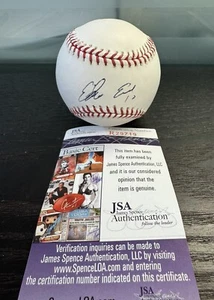 Basic Cert
This item has been
fully examined by
James Spence Authentication,
and it is our considered
opinion that the
item is genuine.
JSA
James Spence
Authentication
Verification inquiries can be made to
James Spence Authentication, LLC by visiting
www.SpenceLOA.com and entering
the certification number indicated on this certificate.